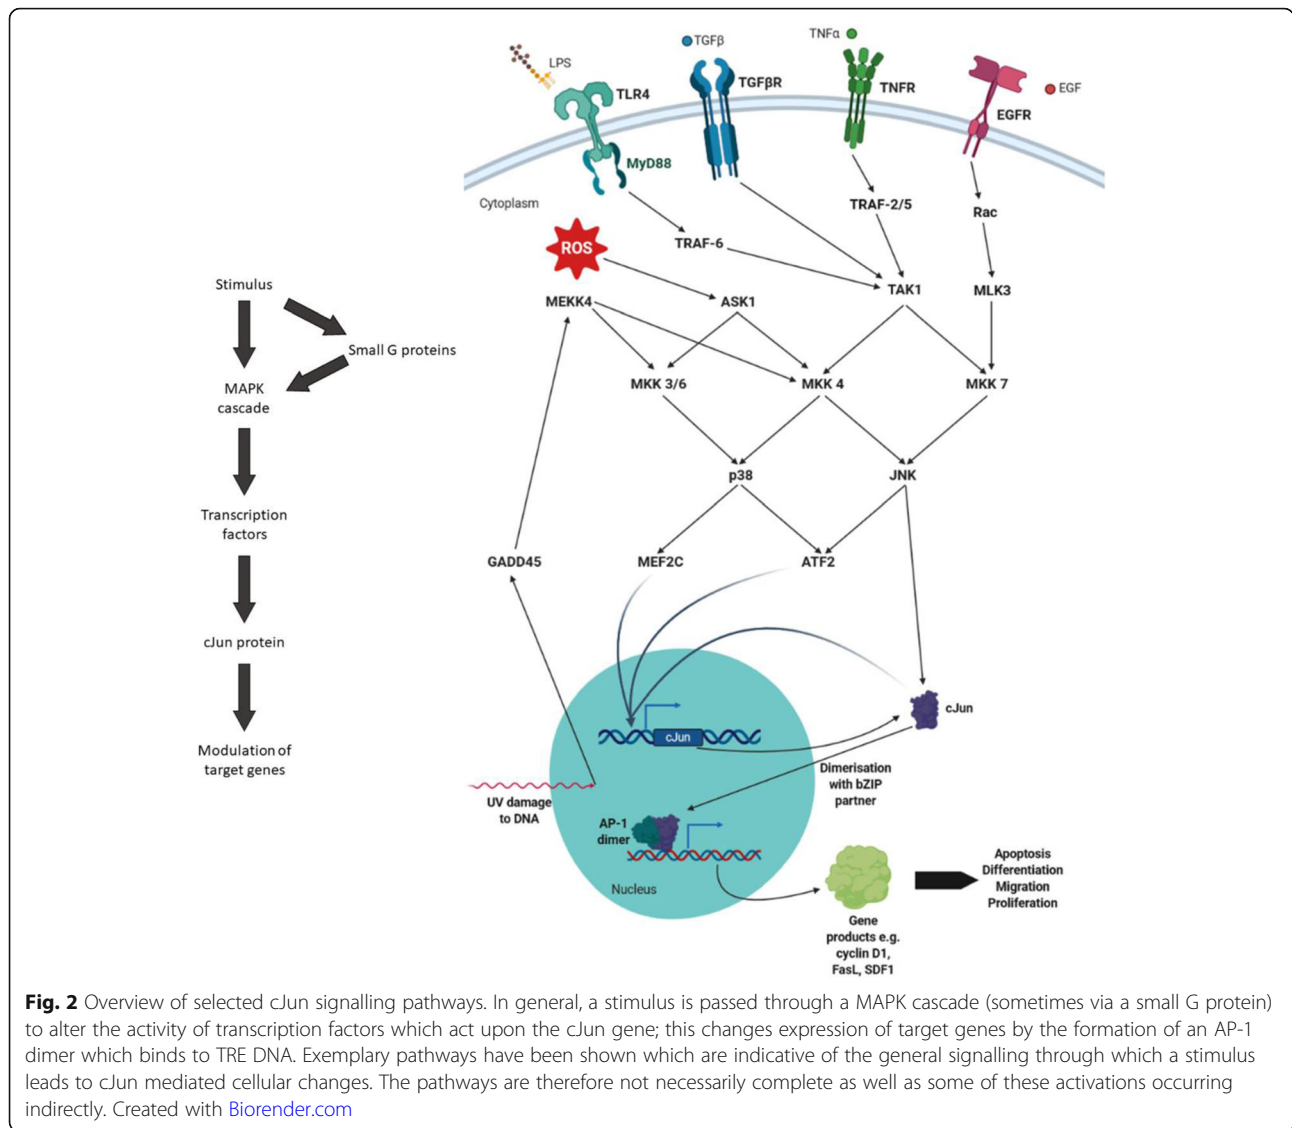 LPS
TGFβ
TNFα
EGF
TLR4
TGFβR
TNFR
EGFR
MyD88
Cytoplasm
TRAF-2/5
Rac
TRAF-6
ROS
Stimulus
MEKK4
ASK1
TAK1
MLK3
Small G proteins
MAPK
cascade
MKK 3/6
MKK 4
MKK 7
p38
JNK
Transcription
factors
GADD45
MEF2C
ATF2
cJun protein
cJun
cJun
Modulation of
target genes
Dimerisation
with bZIP
partner
UV damage
to DNA
AP-1
dimer
Nucleus
Apoptosis
Differentiation
Migration
Proliferation
Gene
products e.g.
cyclin D1,
FasL, SDF1
Fig. 2 Overview of selected cJun signalling pathways. In general, a stimulus is passed through a MAPK cascade (sometimes via a small G protein)
to alter the activity of transcription factors which act upon the cJun gene; this changes expression of target genes by the formation of an AP-1
dimer which binds to TRE DNA. Exemplary pathways have been shown which are indicative of the general signalling through which a stimulus
leads to cJun mediated cellular changes. The pathways are therefore not necessarily complete as well as some of these activations occurring
indirectly. Created with Biorender.com